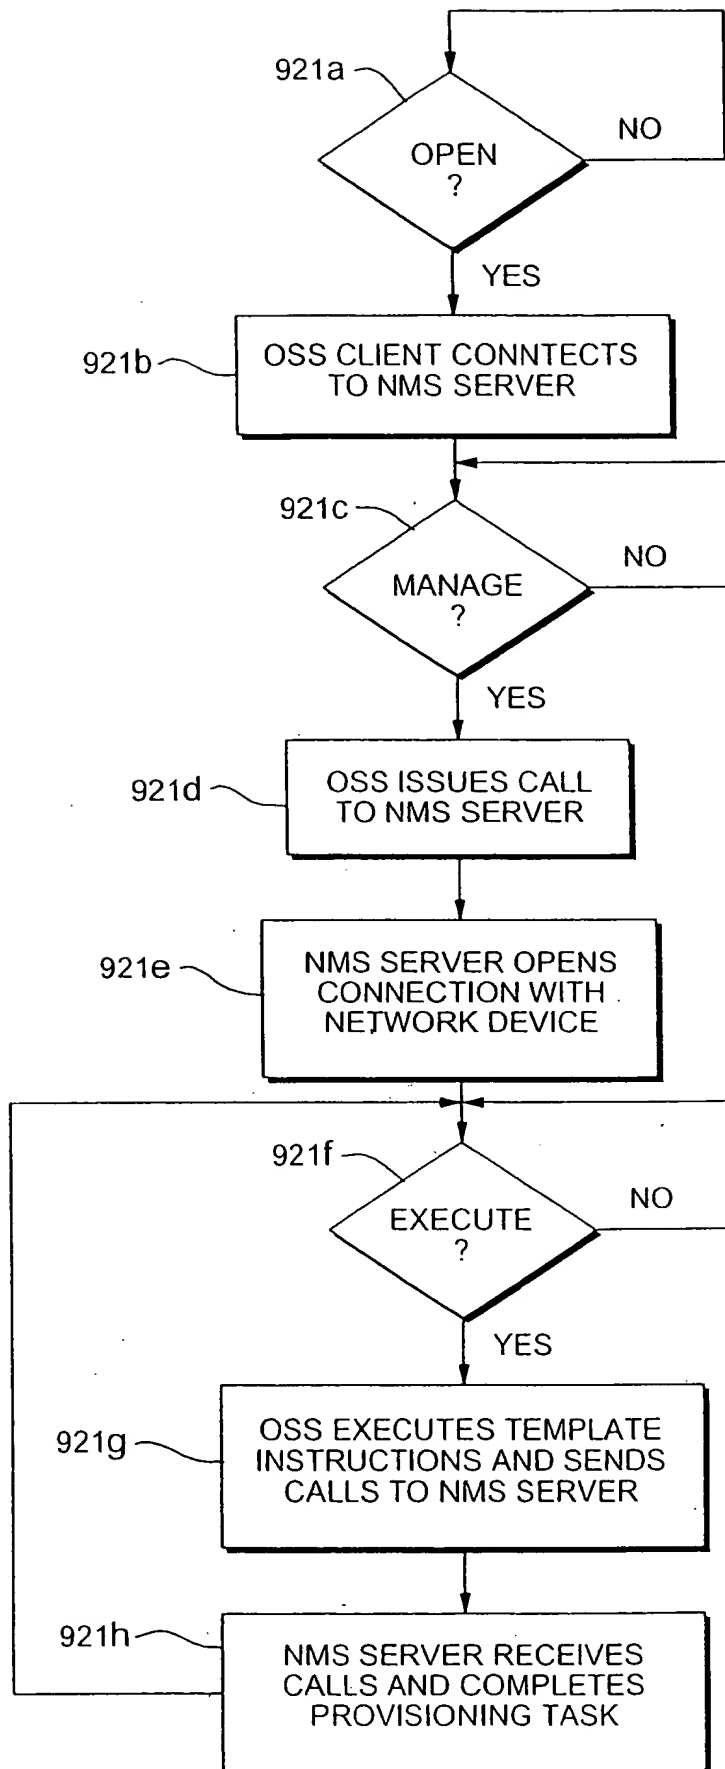 921a
OPEN
?
NO
YES
921b
OSS CLIENT CONNTECTS
TO NMS SERVER
921c
MANAGE
?
NO
YES
921d
OSS ISSUES CALL
TO NMS SERVER
921e
NMS SERVER OPENS
CONNECTION WITH
NETWORK DEVICE
921f
EXECUTE
?
NO
YES
921g
OSS EXECUTES TEMPLATE
INSTRUCTIONS AND SENDS
CALLS TO NMS SERVER
921h
NMS SERVER RECEIVES
CALLS AND COMPLETES
PROVISIONING TASK